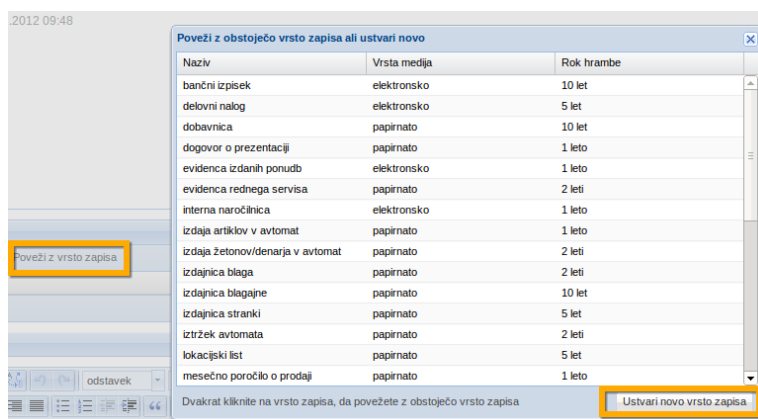 .2012 09:48
Poveži z obstoječo vrsto zapisa ali ustvari novo
Naziv Vrsta medija Rok hrambe
bančni izpisek elektronsko 10 let
delovni nalog elektronsko 5 let
dobavnica papirnato 10 let
dogovor o prezentaciji papirnato 1 leto
evidenca izdanih ponudb elektronsko 1 leto
evidenca rednega servisa papirnato 2 leti
interna naročilnica elektronsko 1 leto
izdaja artiklov v avtomat papirnato 1 leto
izdaja žetonov/denarja v avtomat papirnato 2 leti
izdajnica blaga papirnato 2 leti
izdajnica blagajne papirnato 10 let
izdajnica stranki papirnato 5 let
iztržek avtomata papirnato 2 leti
lokacijski list papirnato 5 let
mesečno poročilo o prodaji papirnato 1 leto
Dvakrat kliknite na vrsto zapisa, da povežete z obstoječo vrsto zapisa
Ustvari novo vrsto zapisa
Poveži z vrsto zapisa
odstavek